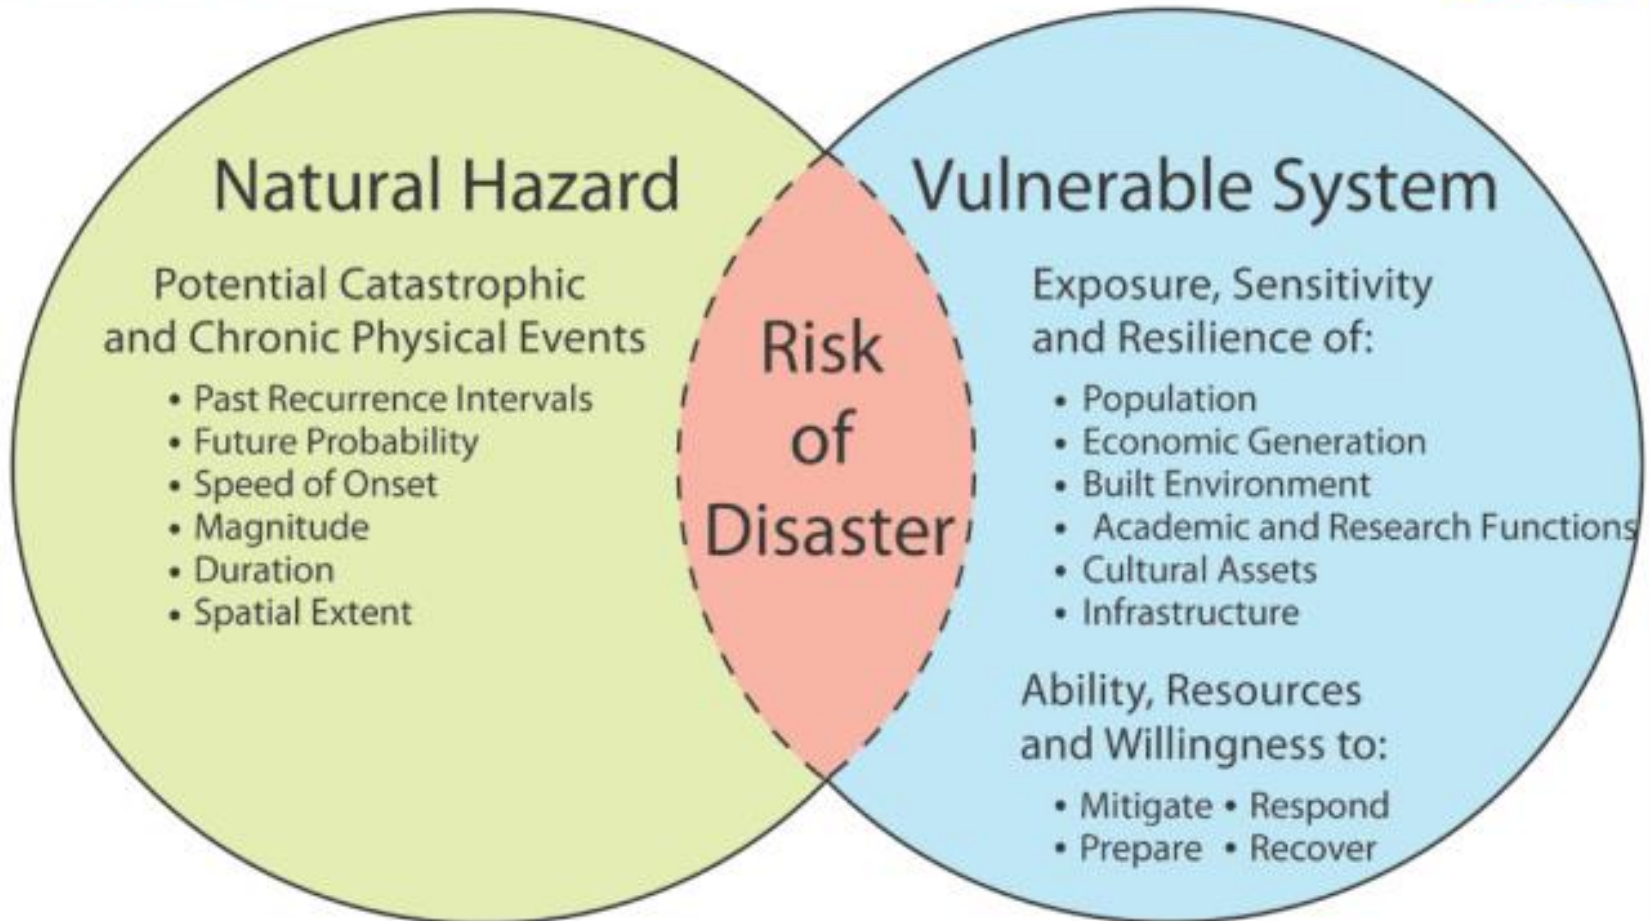 Natural Hazard
Potential Catastrophic
and Chronic Physical Events
• Past Recurrence Intervals
• Future Probability
• Speed of Onset
• Magnitude
• Duration
• Spatial Extent
Risk
of
Disaster
Vulnerable System
Exposure, Sensitivity
and Resilience of:
• Population
• Economic Generation
• Built Environment
• Academic and Research Functions
• Cultural Assets
• Infrastructure
Ability, Resources
and Willingness to:
• Mitigate • Respond
• Prepare • Recover